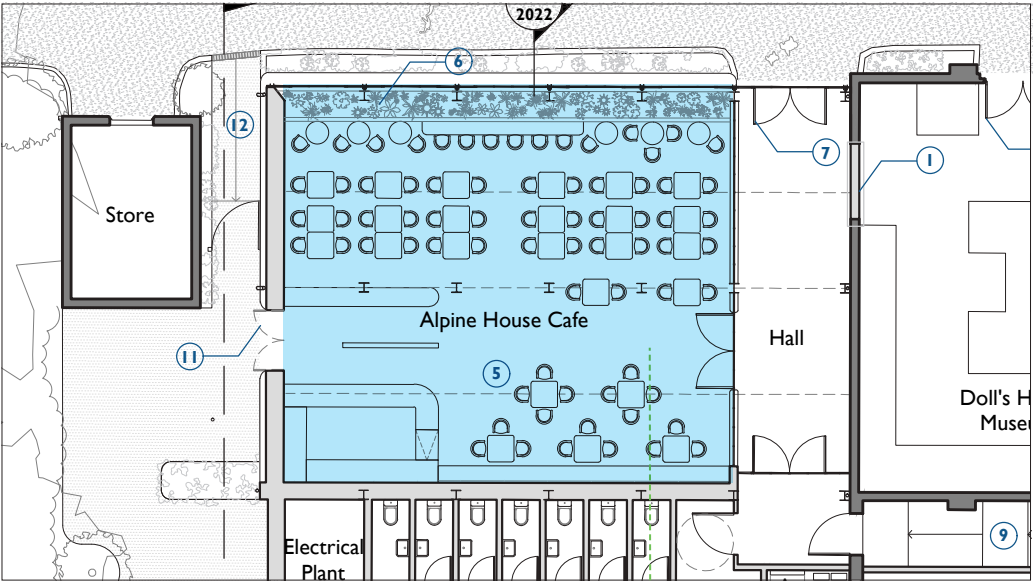 2022
6
12
7
1
Store
Alpine House Cafe
Hall
11
5
Doll's H
Museu
9
Electrical
Plant